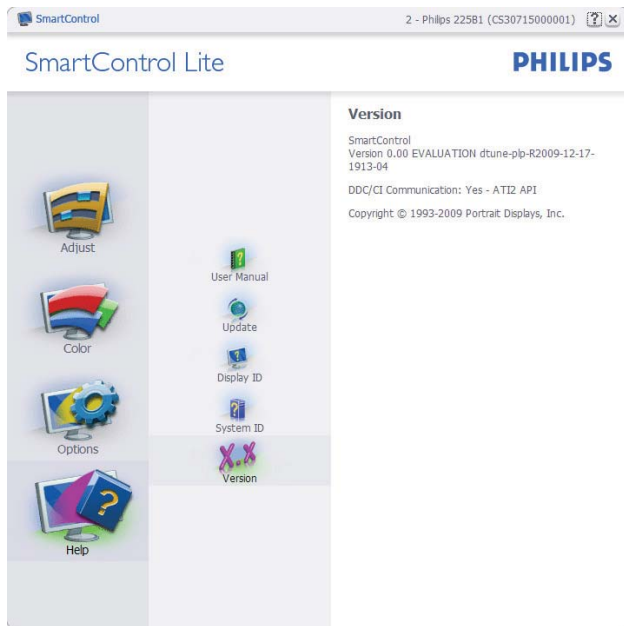 SmartControl
2 - Philips 225B1 (CS30715000001)
?
SmartControl Lite
PHILIPS
Adjust
Color
Options
Help
User Manual
Update
Display ID
System ID
X.X
Version
Version
SmartControl
Version 0.00 EVALUATION dtune-plp-R2009-12-17-
1913-04
DDC/CI Communication: Yes - ATI2 API
Copyright © 1993-2009 Portrait Displays, Inc.